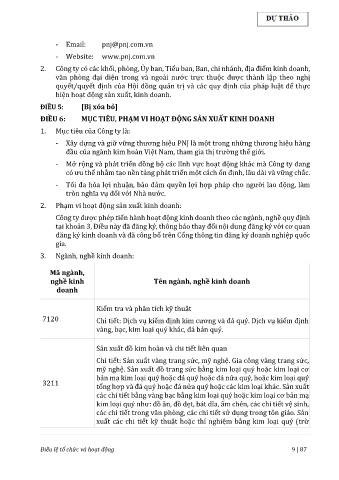 DỰ THẢO
- Email: pnj@pnj.com.vn
- Website: www.pnj.com.vn
2. Công ty có các khối, phòng, Ủy ban, Tiểu ban, Ban, chi nhánh, địa điểm kinh doanh,
văn phòng đại diện trong và ngoài nước trực thuộc được thành lập theo nghị
quyết/quyết định của Hội đồng quản trị và các quy định của pháp luật để thực
hiện hoạt động sản xuất, kinh doanh.
ĐIỀU 5: [Bị xóa bỏ]
ĐIỀU 6: MỤC TIÊU, PHẠM VI HOẠT ĐỘNG SẢN XUẤT KINH DOANH
1. Mục tiêu của Công ty là:
- Xây dựng và giữ vững thương hiệu PNJ là một trong những thương hiệu hàng
đầu của ngành kim hoàn Việt Nam, tham gia thị trường thế giới.
- Mở rộng và phát triển đồng bộ các lĩnh vực hoạt động khác mà Công ty đang
có ưu thế nhằm tạo nền tảng phát triển một cách ổn định, lâu dài và vững chắc.
- Tối đa hóa lợi nhuận, bảo đảm quyền lợi hợp pháp cho người lao động, làm
tròn nghĩa vụ đối với Nhà nước.
2. Phạm vi hoạt động sản xuất kinh doanh:
Công ty được phép tiến hành hoạt động kinh doanh theo các ngành, nghề quy định
tại khoản 3, Điều này đã đăng ký, thông báo thay đổi nội dung đăng ký với cơ quan
đăng ký kinh doanh và đã công bố trên Cổng thông tin đăng ký doanh nghiệp quốc
gia.
3. Ngành, nghề kinh doanh:
Mã ngành,
nghề kinh
doanh
Tên ngành, nghề kinh doanh
7120
Kiểm tra và phân tích kỹ thuật
Chi tiết: Dịch vụ kiểm định kim cương và đá quý. Dịch vụ kiểm định
vàng, bạc, kim loại quý khác, đá bán quý.
3211
Sản xuất đồ kim hoàn và chi tiết liên quan
Chi tiết: Sản xuất vàng trang sức, mỹ nghệ. Gia công vàng trang sức,
mỹ nghệ. Sản xuất đồ trang sức bằng kim loại quý hoặc kim loại cơ
bản mạ kim loại quý hoặc đá quý hoặc đá nửa quý, hoặc kim loại quý
tổng hợp và đá quý hoặc đá nửa quý hoặc các kim loại khác. Sản xuất
các chi tiết bằng vàng bạc bằng kim loại quý hoặc kim loại cơ bản mạ
kim loại quý như: đồ ăn, đồ dẹt, bát đĩa, ấm chén, các chi tiết vệ sinh,
các chi tiết trong văn phòng, các chi tiết sử dụng trong tôn giáo. Sản
xuất các chi tiết kỹ thuật hoặc thí nghiệm bằng kim loại quý (trừ
Điều lệ tổ chức và hoạt động 9 | 87